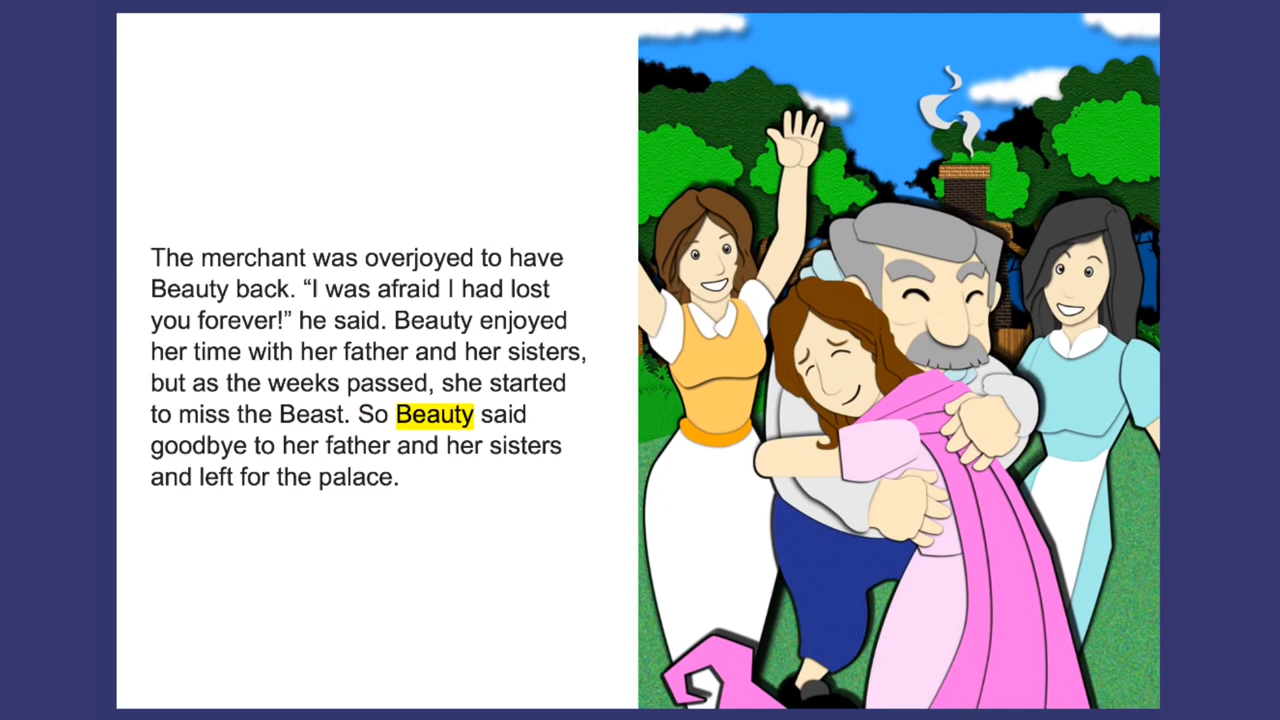 The merchant was overjoyed to have
Beauty back. “I was afraid I had lost
you forever!” he said. Beauty enjoyed
her time with her father and her sisters,
but as the weeks passed, she started
to miss the Beast. So Beauty said
goodbye to her father and her sisters
and left for the palace.